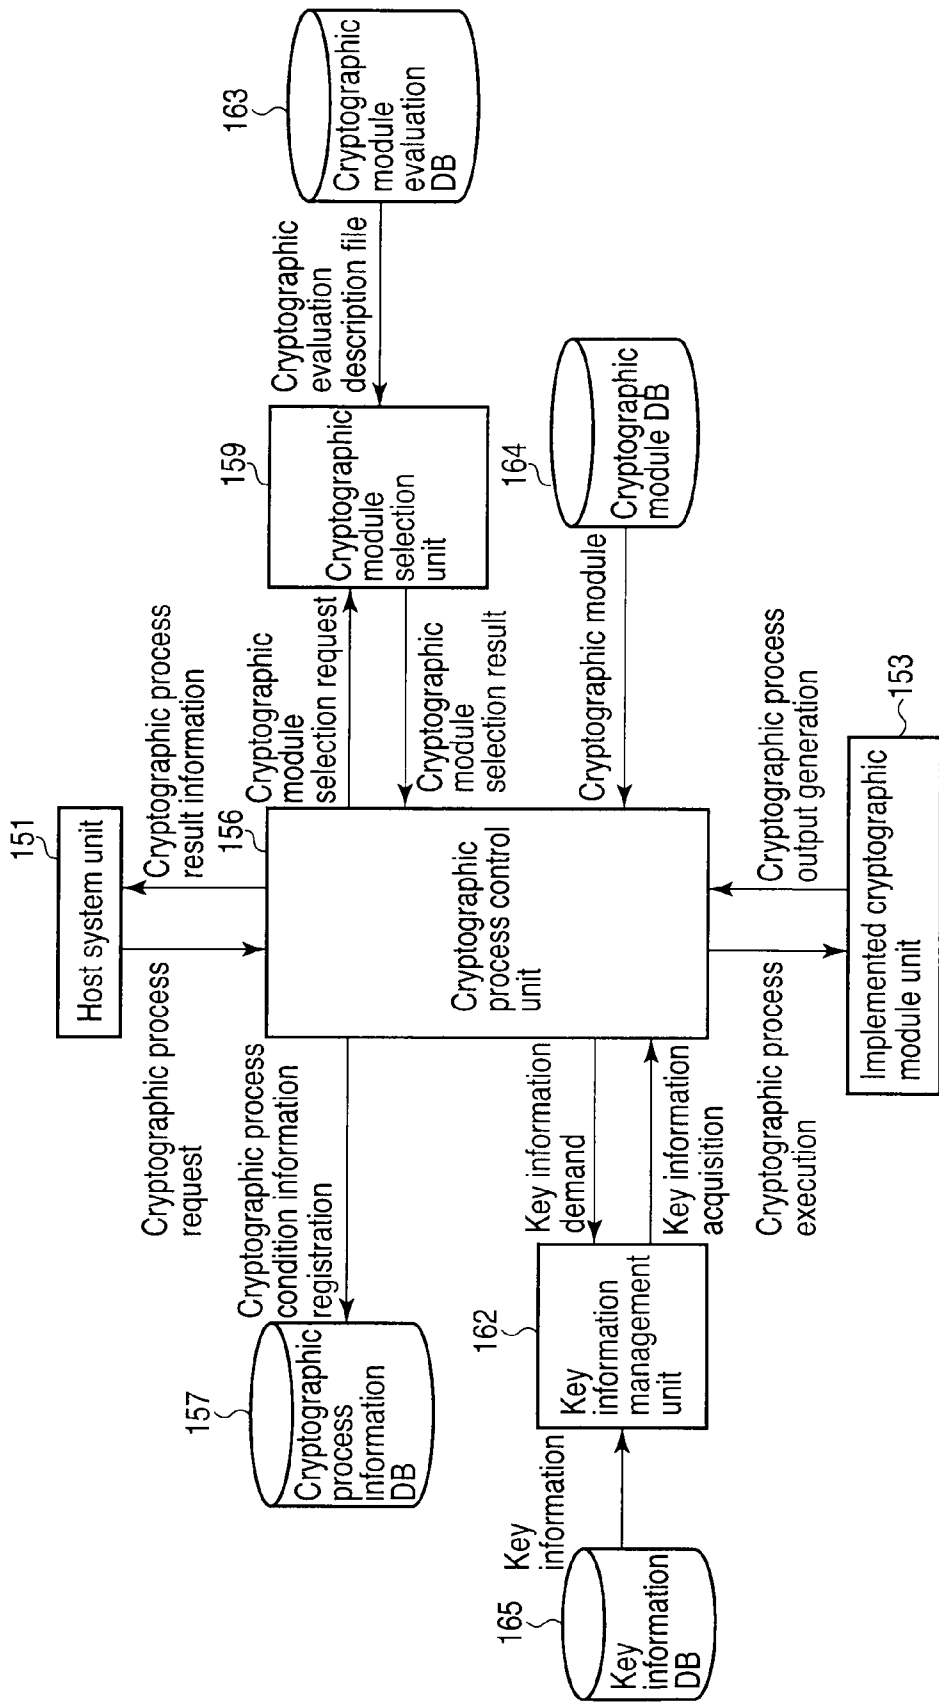 151
Host system unit
Cryptographic process
request
Cryptographic process
result information
157
Cryptographic
process
information
DB
Cryptographic process
condition information
registration
156
Cryptographic
process control
unit
Cryptographic
module
selection request
Cryptographic
module
selection result
159
Cryptographic
module
selection
unit
Cryptographic
evaluation
description file
163
Cryptographic
module
evaluation
DB
165
Key
information
DB
Key
information
162
Key
information
management
unit
Key information
demand
Key information
acquisition
Cryptographic module
164
Cryptographic
module DB
Cryptographic process
execution
Cryptographic process
output generation
153
Implemented cryptographic
module unit